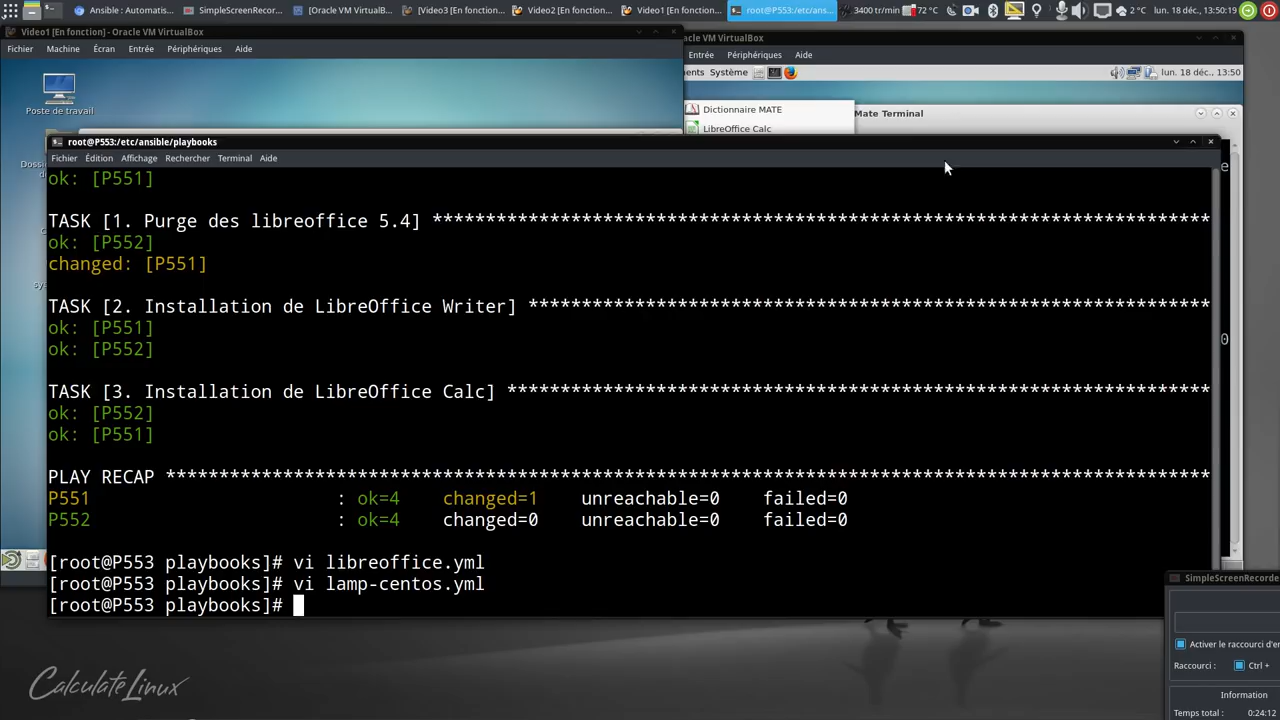 Ansible : Automatis...
SimpleScreenRecor...
[Oracle VM VirtualB...
[Video3 [En fonction...
Video2 [En fonction...
Video1 [En fonction...
root@P553:/etc/ans...
3400 tr/min
72 °C
2 °C
lun. 18 déc., 13:50:19
Video1 [En fonction] - Oracle VM VirtualBox
Fichier Machine Écran Entrée Périphériques Aide
Oracle VM VirtualBox
Entrée Périphériques Aide
ments Système
lun. 18 déc., 13:50
Poste de travail
Dictionnaire MATE
LibreOffice Calc
Mate Terminal
root@P553:/etc/ansible/playbooks
Fichier Édition Affichage Rechercher Terminal Aide
ok: [P551]
TASK [1. Purge des libreoffice 5.4] *************************************************************************
ok: [P552]
changed: [P551]
TASK [2. Installation de LibreOffice Writer] ****************************************************************
ok: [P551]
ok: [P552]
TASK [3. Installation de LibreOffice Calc] ******************************************************************
ok: [P552]
ok: [P551]
PLAY RECAP **************************************************************************************************
P551 : ok=4 changed=1 unreachable=0 failed=0
P552 : ok=4 changed=0 unreachable=0 failed=0
[root@P553 playbooks]# vi libreoffice.yml
[root@P553 playbooks]# vi lamp-centos.yml
[root@P553 playbooks]#
SimpleScreenRecorde
Activer le raccourci d'en
Raccourci : Ctrl +
Information
Temps total : 0:24:12
Calculate Linux